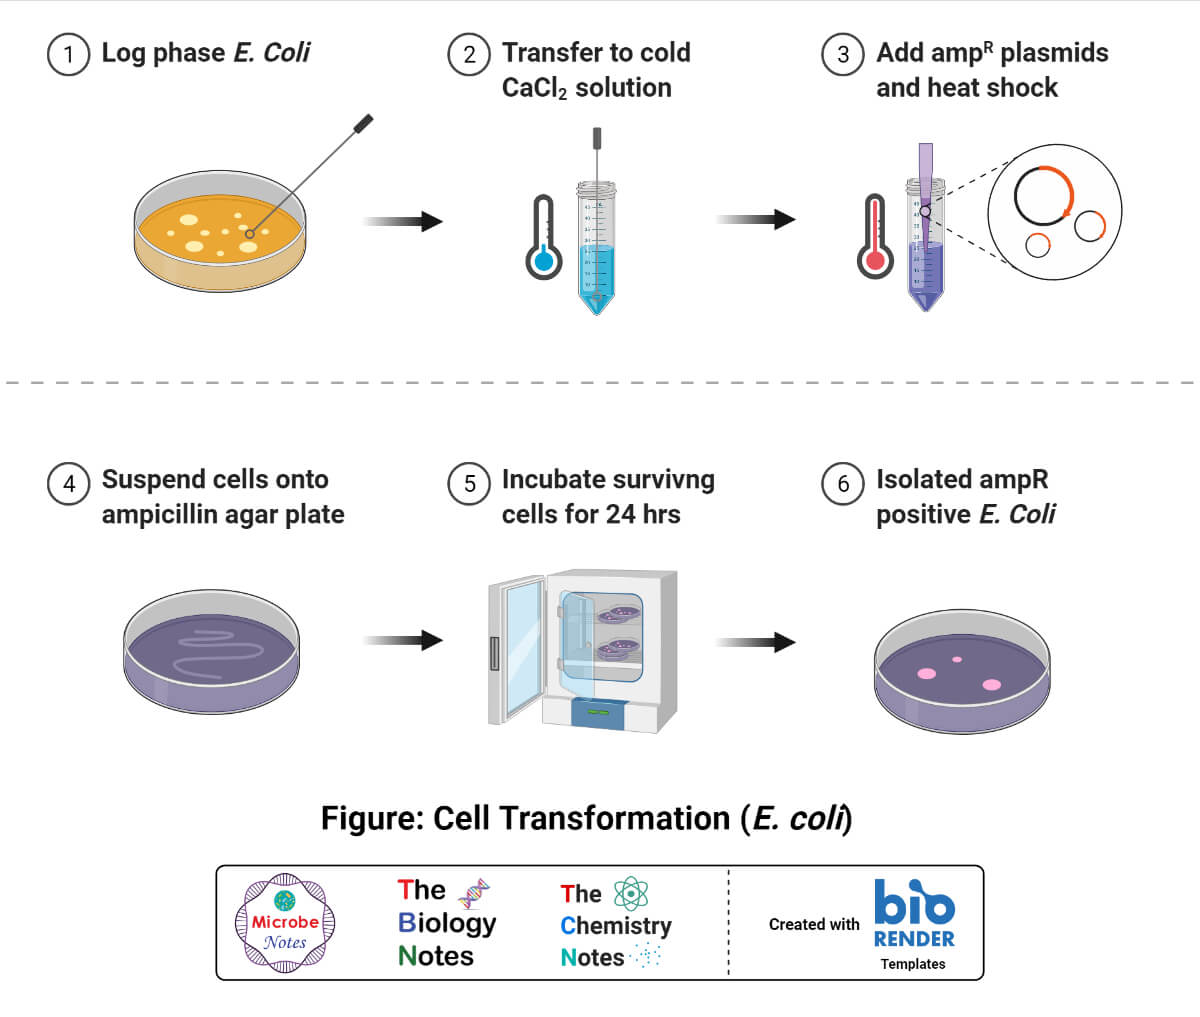 1 Log phase E. Coli
2 Transfer to cold
CaCl₂ solution
3 Add ampᴿ plasmids
and heat shock
4 Suspend cells onto
ampicillin agar plate
5 Incubate survivng
cells for 24 hrs
6 Isolated ampR
positive E. Coli
Figure: Cell Transformation (E. coli)
Microbe
Notes
The
Biology
Notes
The
Chemistry
Notes
Created with
bio
RENDER
Templates